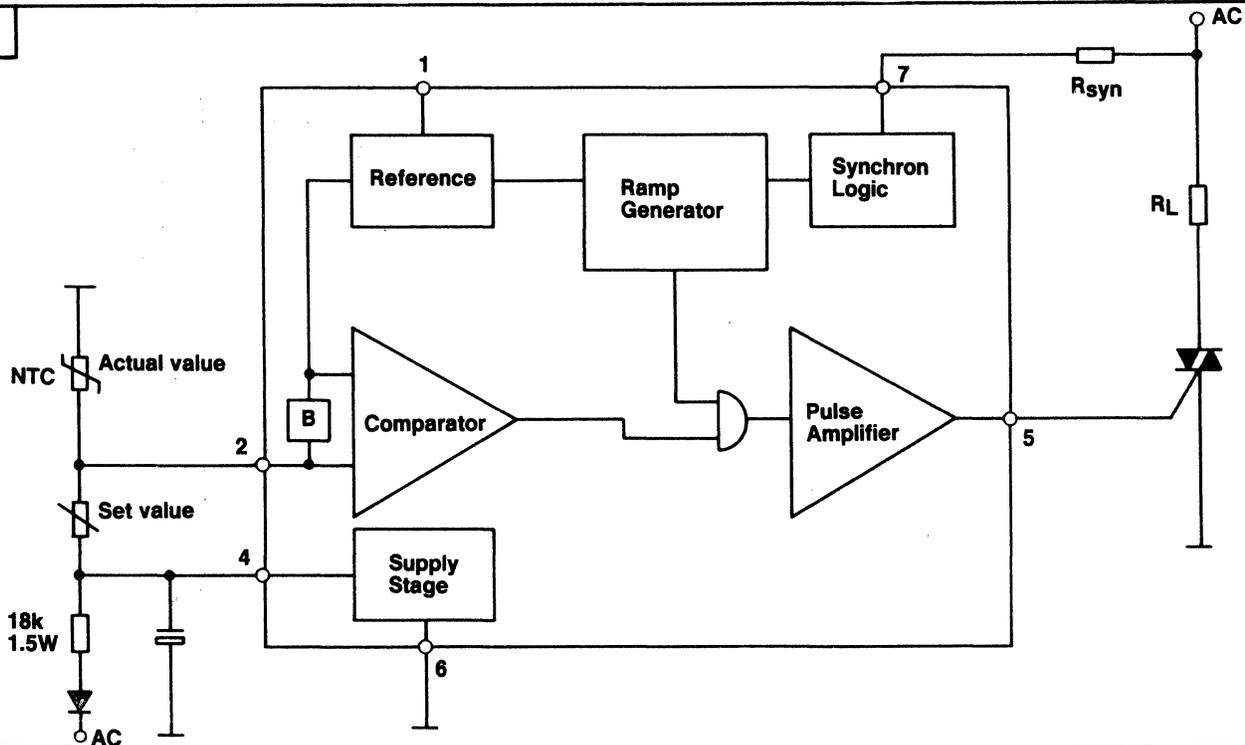 AC
1
7
Rsyn
Reference
Ramp
Generator
Synchron
Logic
RL
NTC
Actual value
B
Comparator
Pulse
Amplifier
2
5
Set value
4
Supply
Stage
18k
1.5W
6
AC